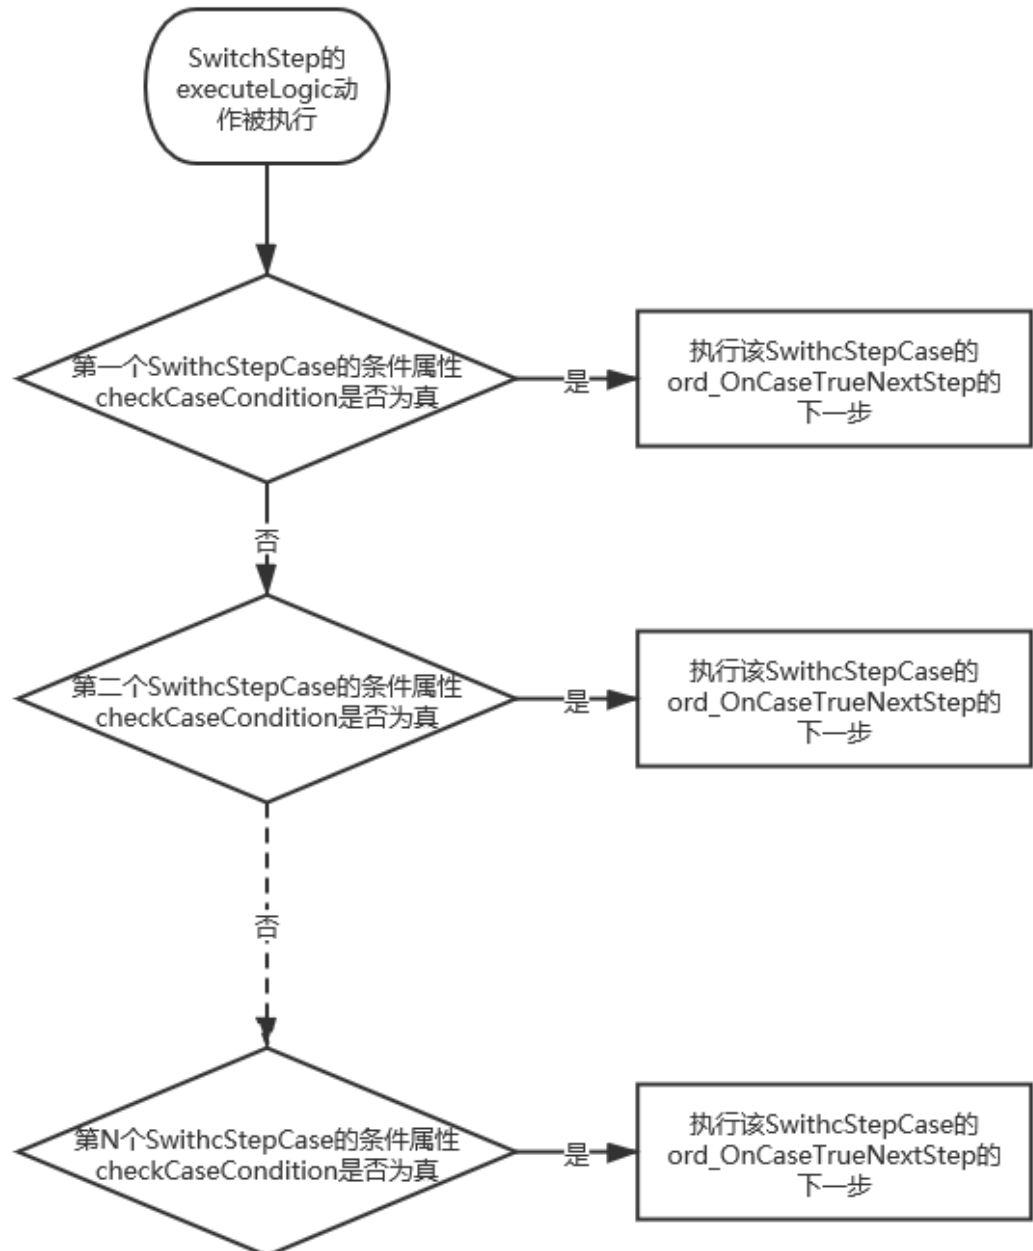 SwitchStep的
executeLogic动
作被执行
第一个SwithcStepCase的条件属性
checkCaseCondition是否为真
是
执行该SwithcStepCase的
ord_OnCaseTrueNextStep的
下一步
否
第二个SwithcStepCase的条件属性
checkCaseCondition是否为真
是
执行该SwithcStepCase的
ord_OnCaseTrueNextStep的
下一步
否
第N个SwithcStepCase的条件属性
checkCaseCondition是否为真
是
执行该SwithcStepCase的
ord_OnCaseTrueNextStep的
下一步